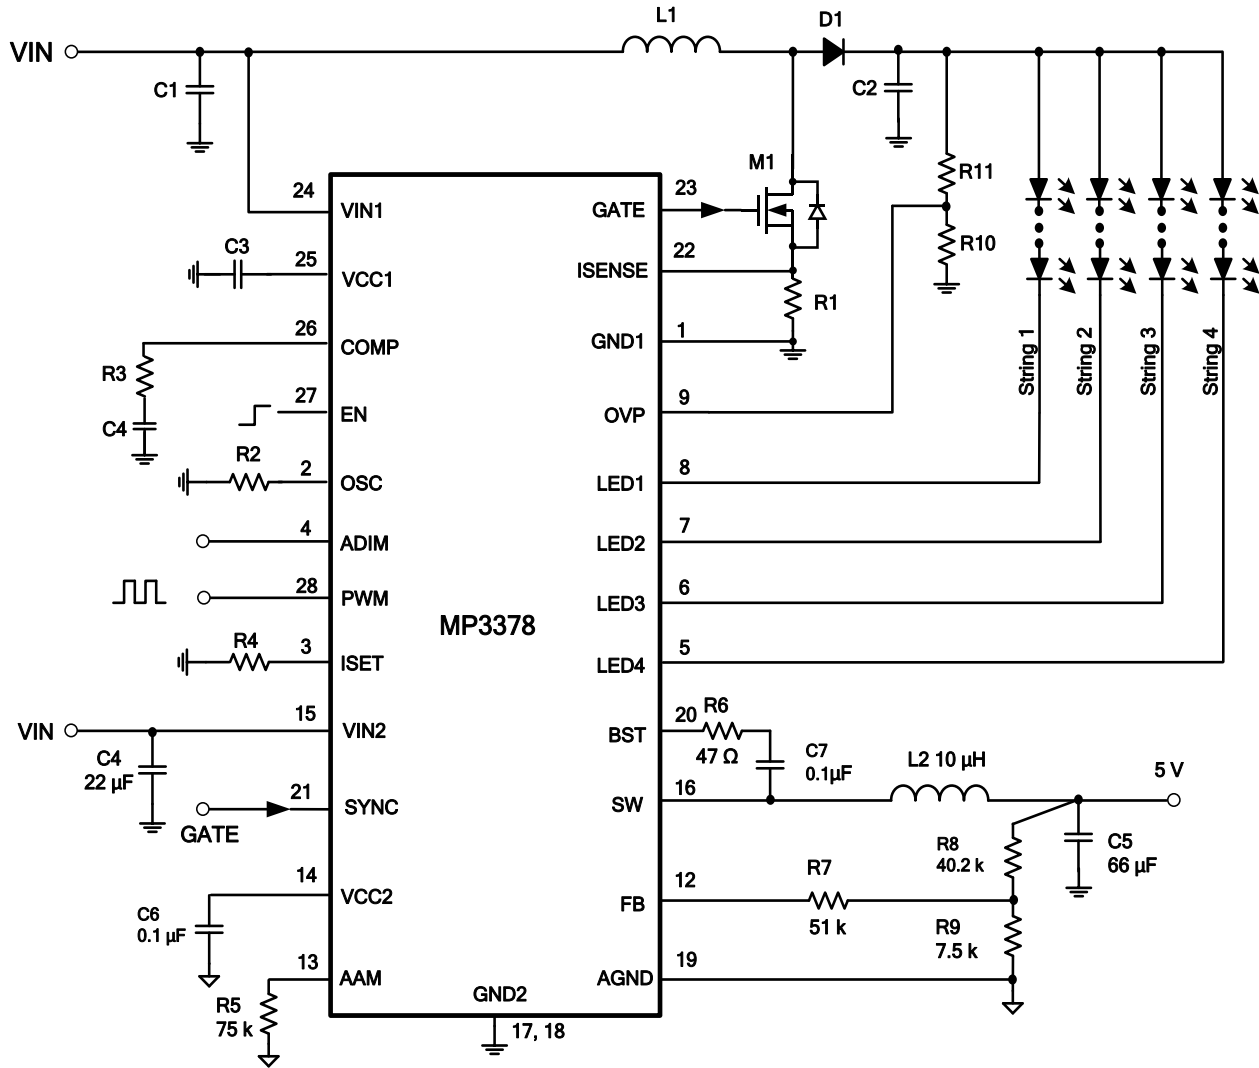 L1
D1
VIN
C1
C2
M1
R11
R10
24
VIN1
23
GATE
C3
25
VCC1
22
ISENSE
R1
26
COMP
1
GND1
R3
C4
27
EN
9
OVP
String 1
String 2
String 3
String 4
R2
2
OSC
8
LED1
4
ADIM
7
LED2
28
PWM
6
LED3
MP3378
R4
3
ISET
5
LED4
VIN
15
VIN2
20
BST
R6
47 Ω
C4
22 µF
C7
0.1µF
L2 10 µH
5 V
21
SYNC
GATE
16
SW
R8
40.2 k
C5
66 µF
14
VCC2
C6
0.1 µF
12
FB
R7
51 k
R9
7.5 k
13
AAM
19
AGND
R5
75 k
GND2
17, 18